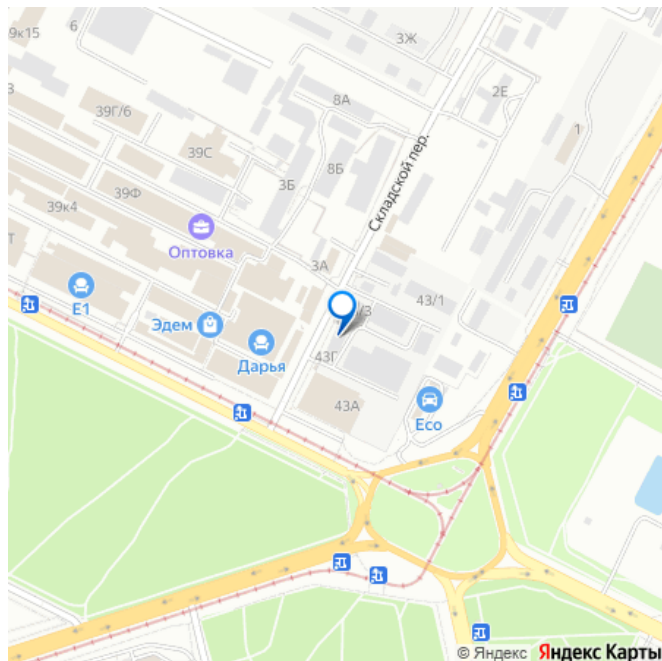 39к15
6
3Ж
2Е
8А
39Г/6
1
39С
Складской пер.
8Б
3Б
39Ф
39к4
Оптовка
3А
43/1
Е1
/3
Эдем
Дарья
43Г
43А
Eco
© Яндекс Яндекс Карты